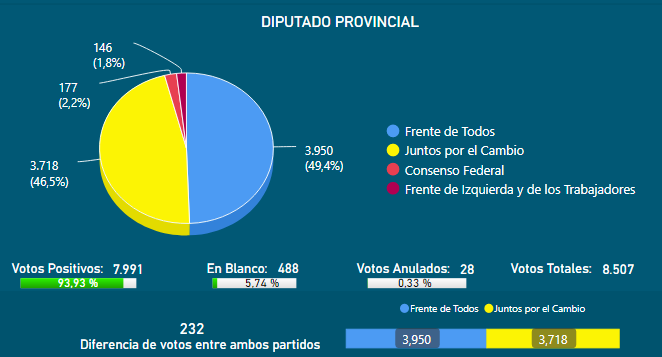 DIPUTADO PROVINCIAL
146
(1,8%)
177
(2,2%)
3.718
(46,5%)
3.950
(49,4%)
Frente de Todos
Juntos por el Cambio
Consenso Federal
Frente de Izquierda y de los Trabajadores
Votos Positivos: 7.991
93,93 %
En Blanco: 488
5,74 %
Votos Anulados: 28
0,33 %
Votos Totales: 8.507
Frente de Todos Juntos por el Cambio
232
Diferencia de votos entre ambos partidos
3,950 3,718